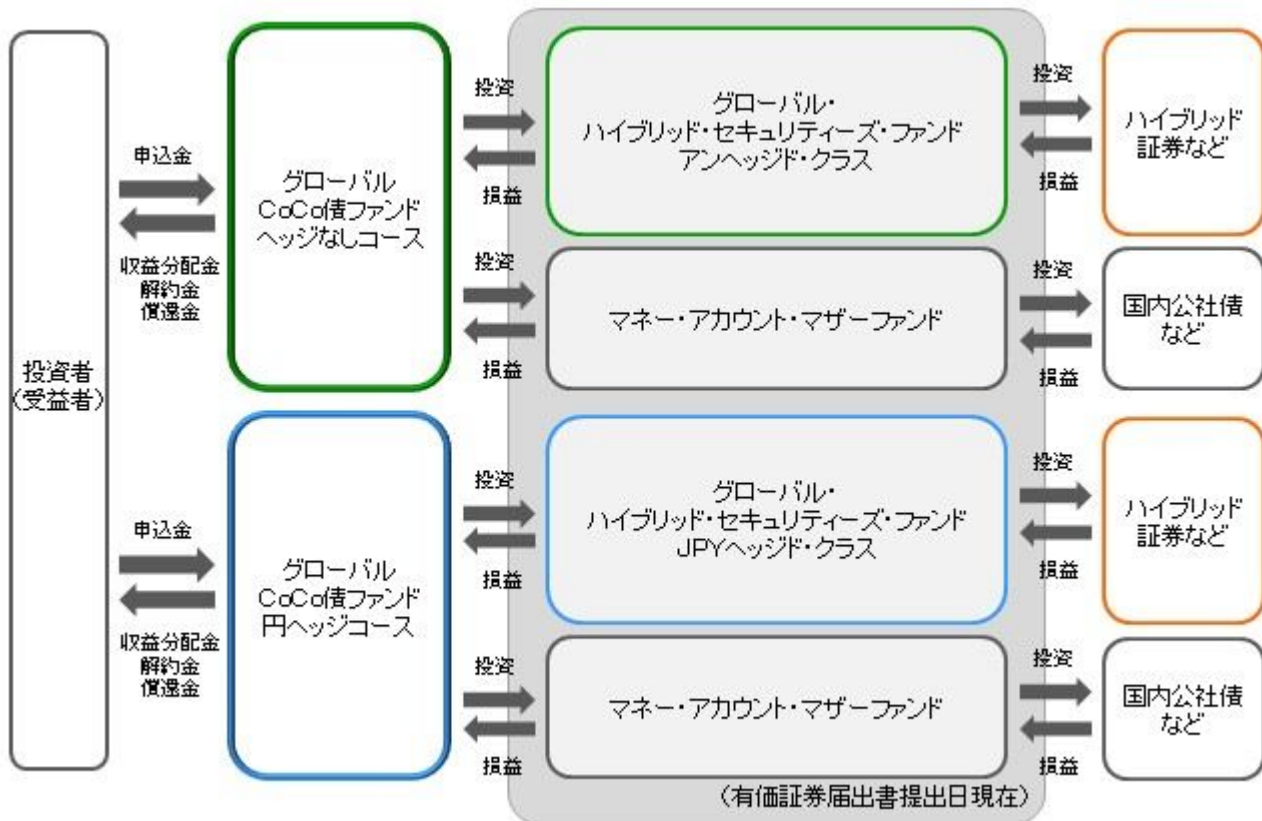 投資者
(受益者)
申込金
収益分配金
解約金
償還金
グローバル
CoCo債ファンド
ヘッジなしコース
投資
損益
グローバル・
ハイブリッド・セキュリティーズ・ファンド
アンヘッジド・クラス
投資
損益
ハイブリッド
証券など
投資
損益
マネー・アカウント・マザーファンド
投資
損益
国内公社債
など
申込金
収益分配金
解約金
償還金
グローバル
CoCo債ファンド
円ヘッジコース
投資
損益
グローバル・
ハイブリッド・セキュリティーズ・ファンド
JPYヘッジド・クラス
投資
損益
ハイブリッド
証券など
投資
損益
マネー・アカウント・マザーファンド
投資
損益
国内公社債
など
(有価証券届出書提出日現在)